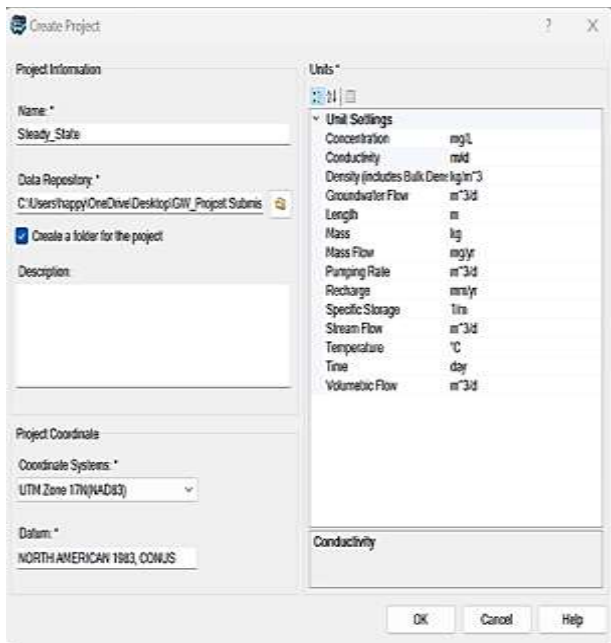 Create Project
? X
Project Information
Name: *
Steady_State
Data Repository: *
C:\Users\happy\OneDrive\Desktop\GW_Project Submis
Create a folder for the project
Description:
Project Coordinate
Coordinate Systems: *
UTM Zone 17N(NAD83)
Datum: *
NORTH AMERICAN 1983, CONUS
Units *
Unit Settings
Concentration mg/L
Conductivity m/d
Density (includes Bulk Dens kg/m^3
Groundwater Flow m^3/d
Length m
Mass kg
Mass Flow mg/yr
Pumping Rate m^3/d
Recharge mm/yr
Specific Storage 1/m
Stream Flow m^3/d
Temperature °C
Time day
Volumetric Flow m^3/d
Conductivity
OK Cancel Help